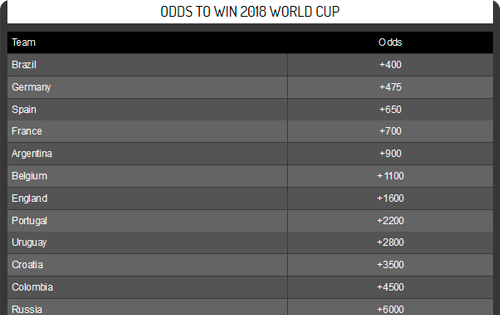 ODDS TO WIN 2018 WORLD CUP
Team Odds
Brazil +400
Germany +475
Spain +650
France +700
Argentina +900
Belgium +1100
England +1600
Portugal +2200
Uruguay +2800
Croatia +3500
Colombia +4500
Russia +6000